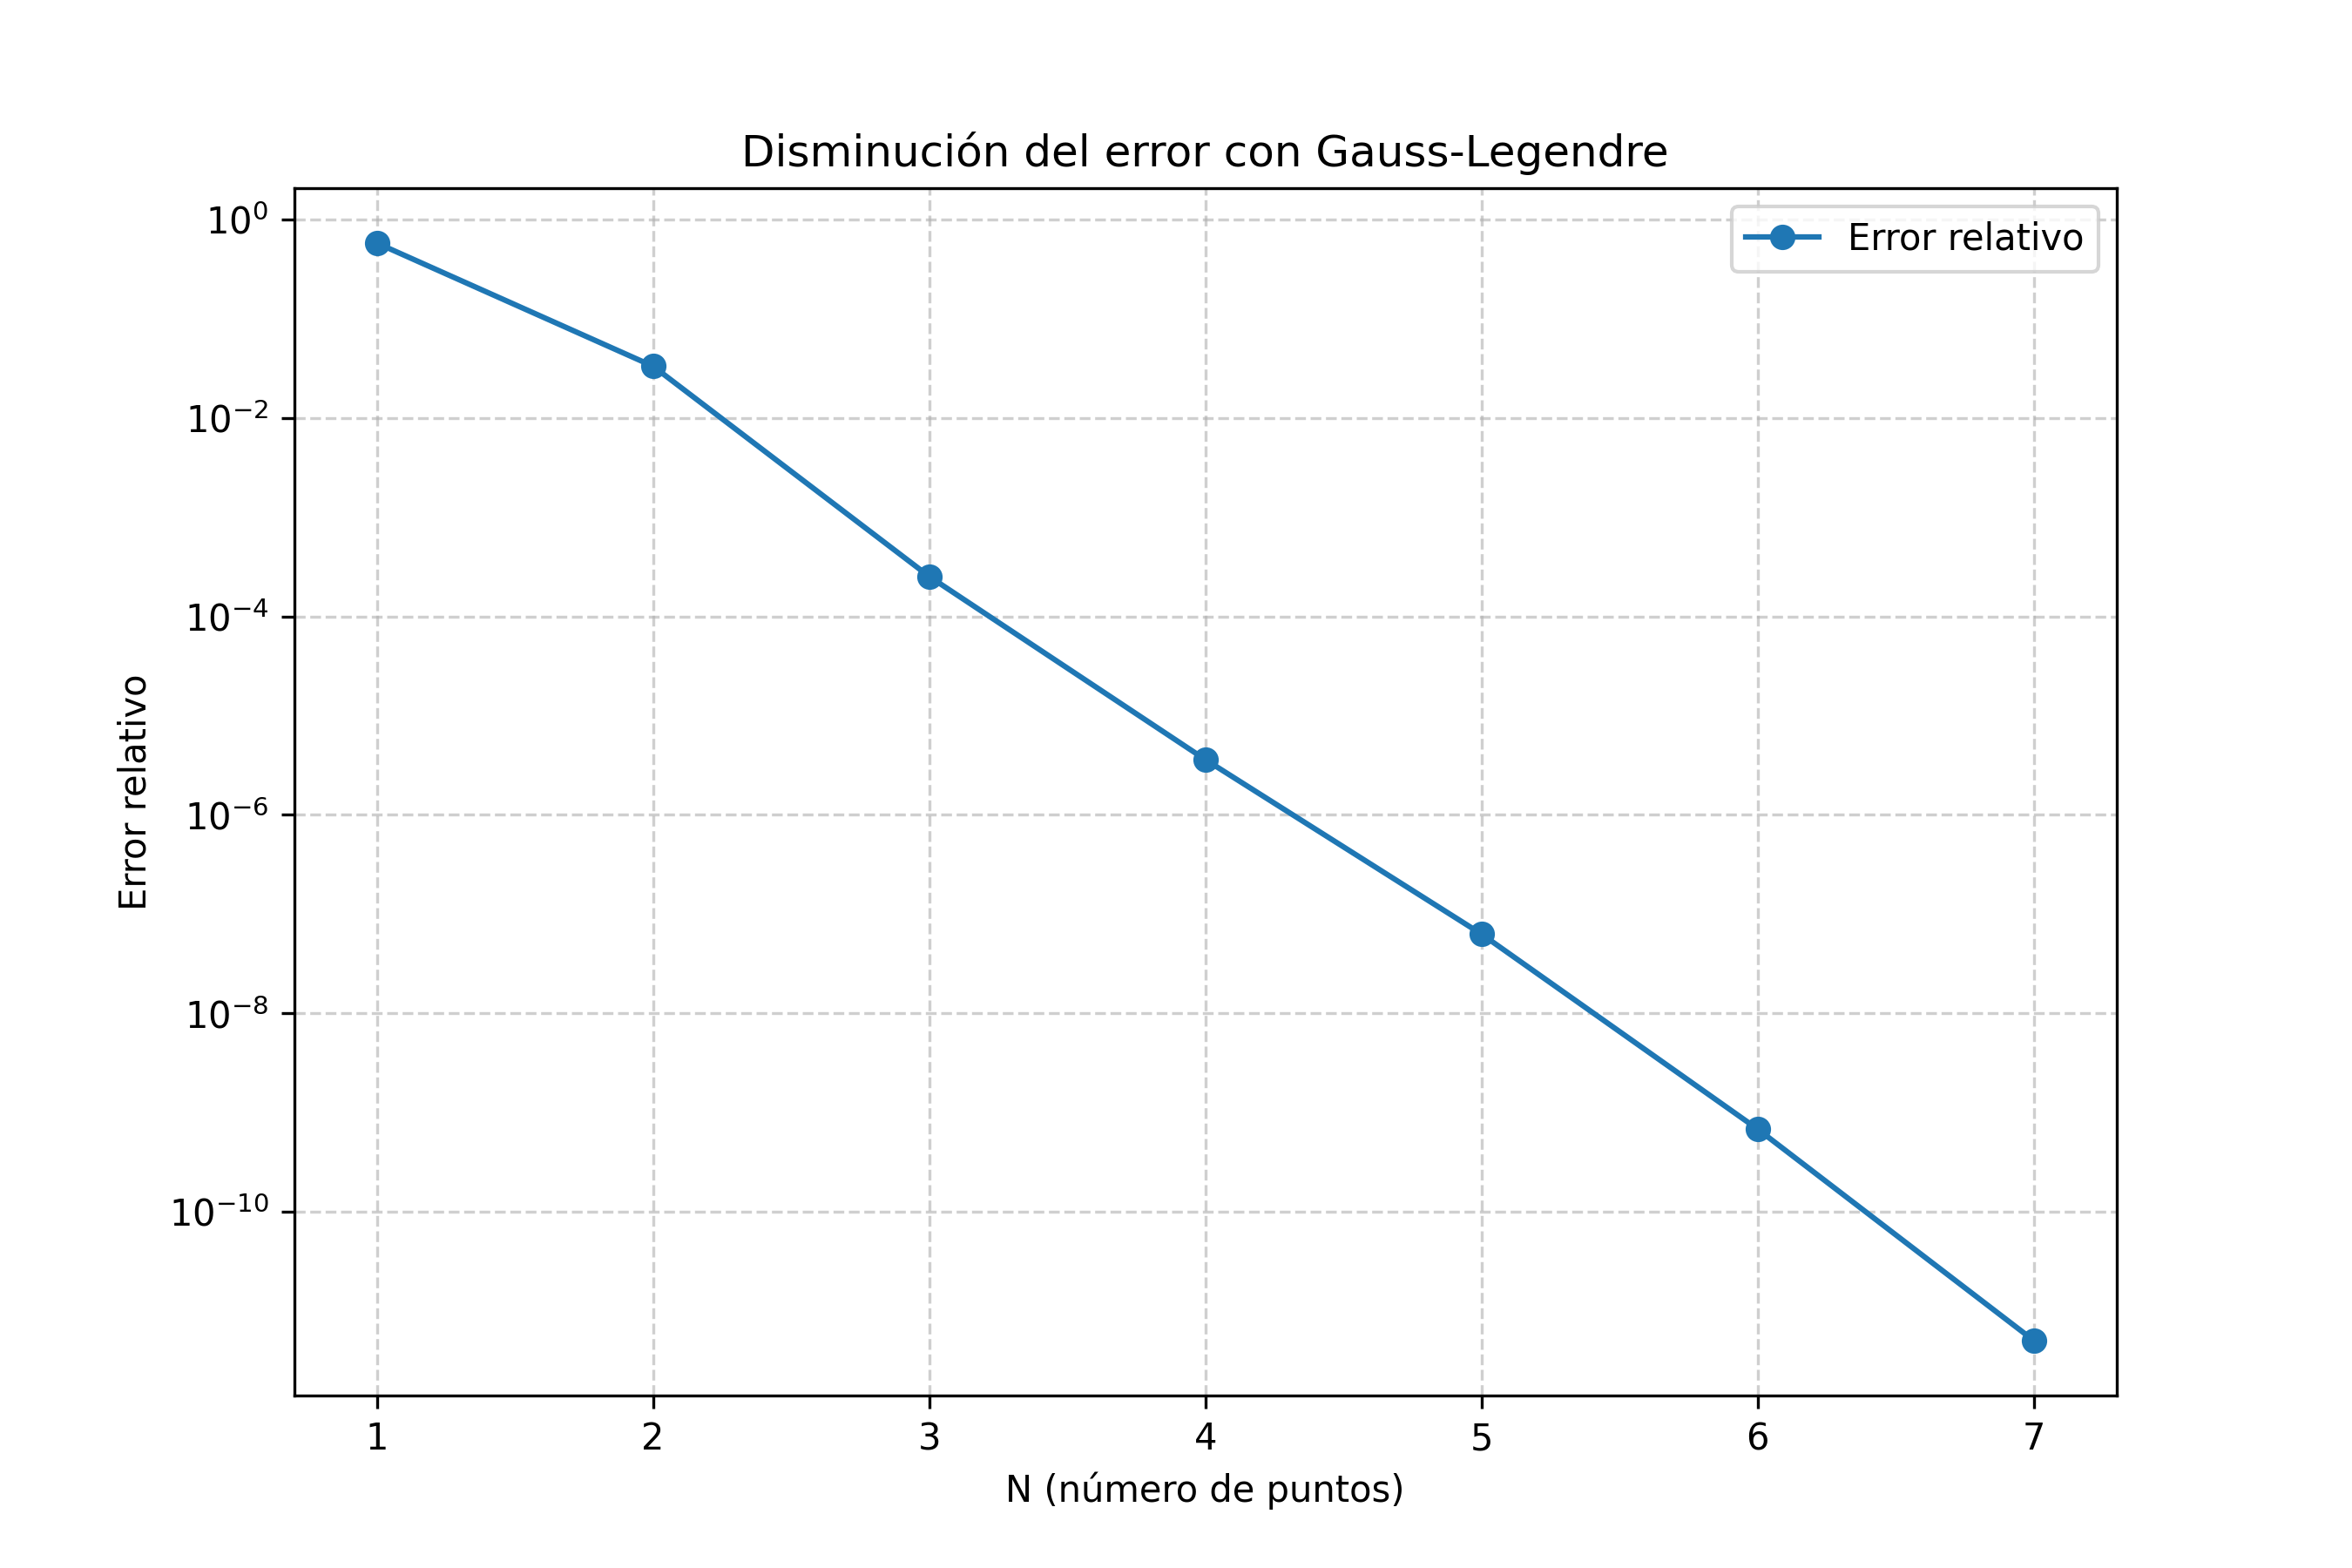 Disminución del error con Gauss-Legendre
Error relativo
10⁰
10⁻²
10⁻⁴
10⁻⁶
10⁻⁸
10⁻¹⁰
Error relativo
1 2 3 4 5 6 7
N (número de puntos)